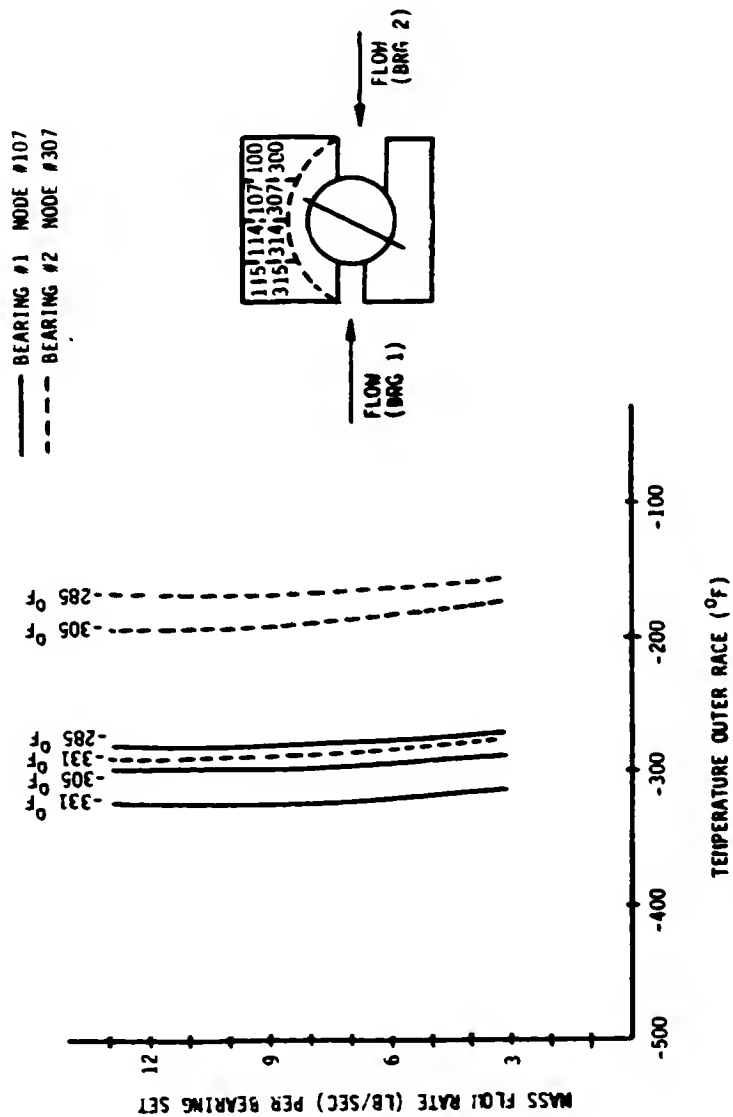 —— BEARING #1 NODE #107
--- BEARING #2 NODE #307
115 114 107 100
315 314 307 300
FLOW
(BRG 1)
FLOW
(BRG 2)
-285 °F
-305 °F
-285 °F
-331 °F
-305 °F
-331 °F
-100
-200
-300
-400
-500
TEMPERATURE OUTER RACE (°F)
12
9
6
3
MASS FLOW RATE (LB/SEC) PER BEARING SET